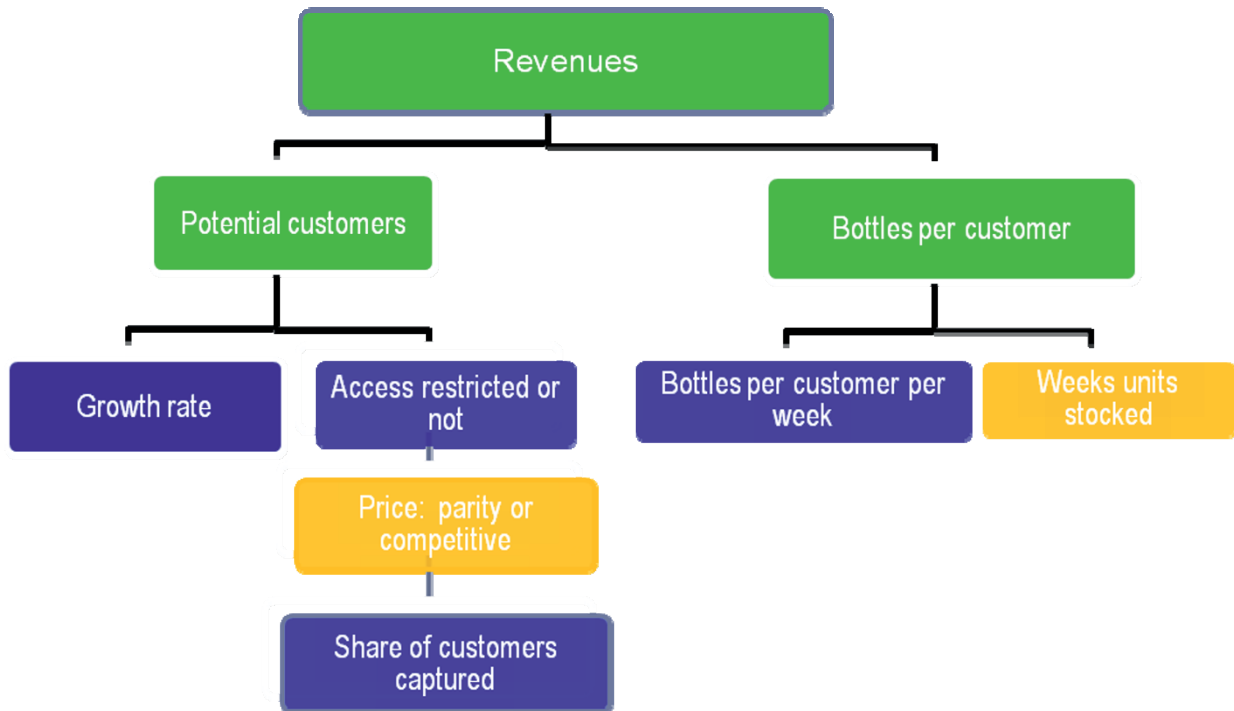 Revenues
Potential customers
Bottles per customer
Growth rate
Access restricted or
not
Bottles per customer per
week
Weeks units
stocked
Price:  parity or
competitive
Share of customers
captured